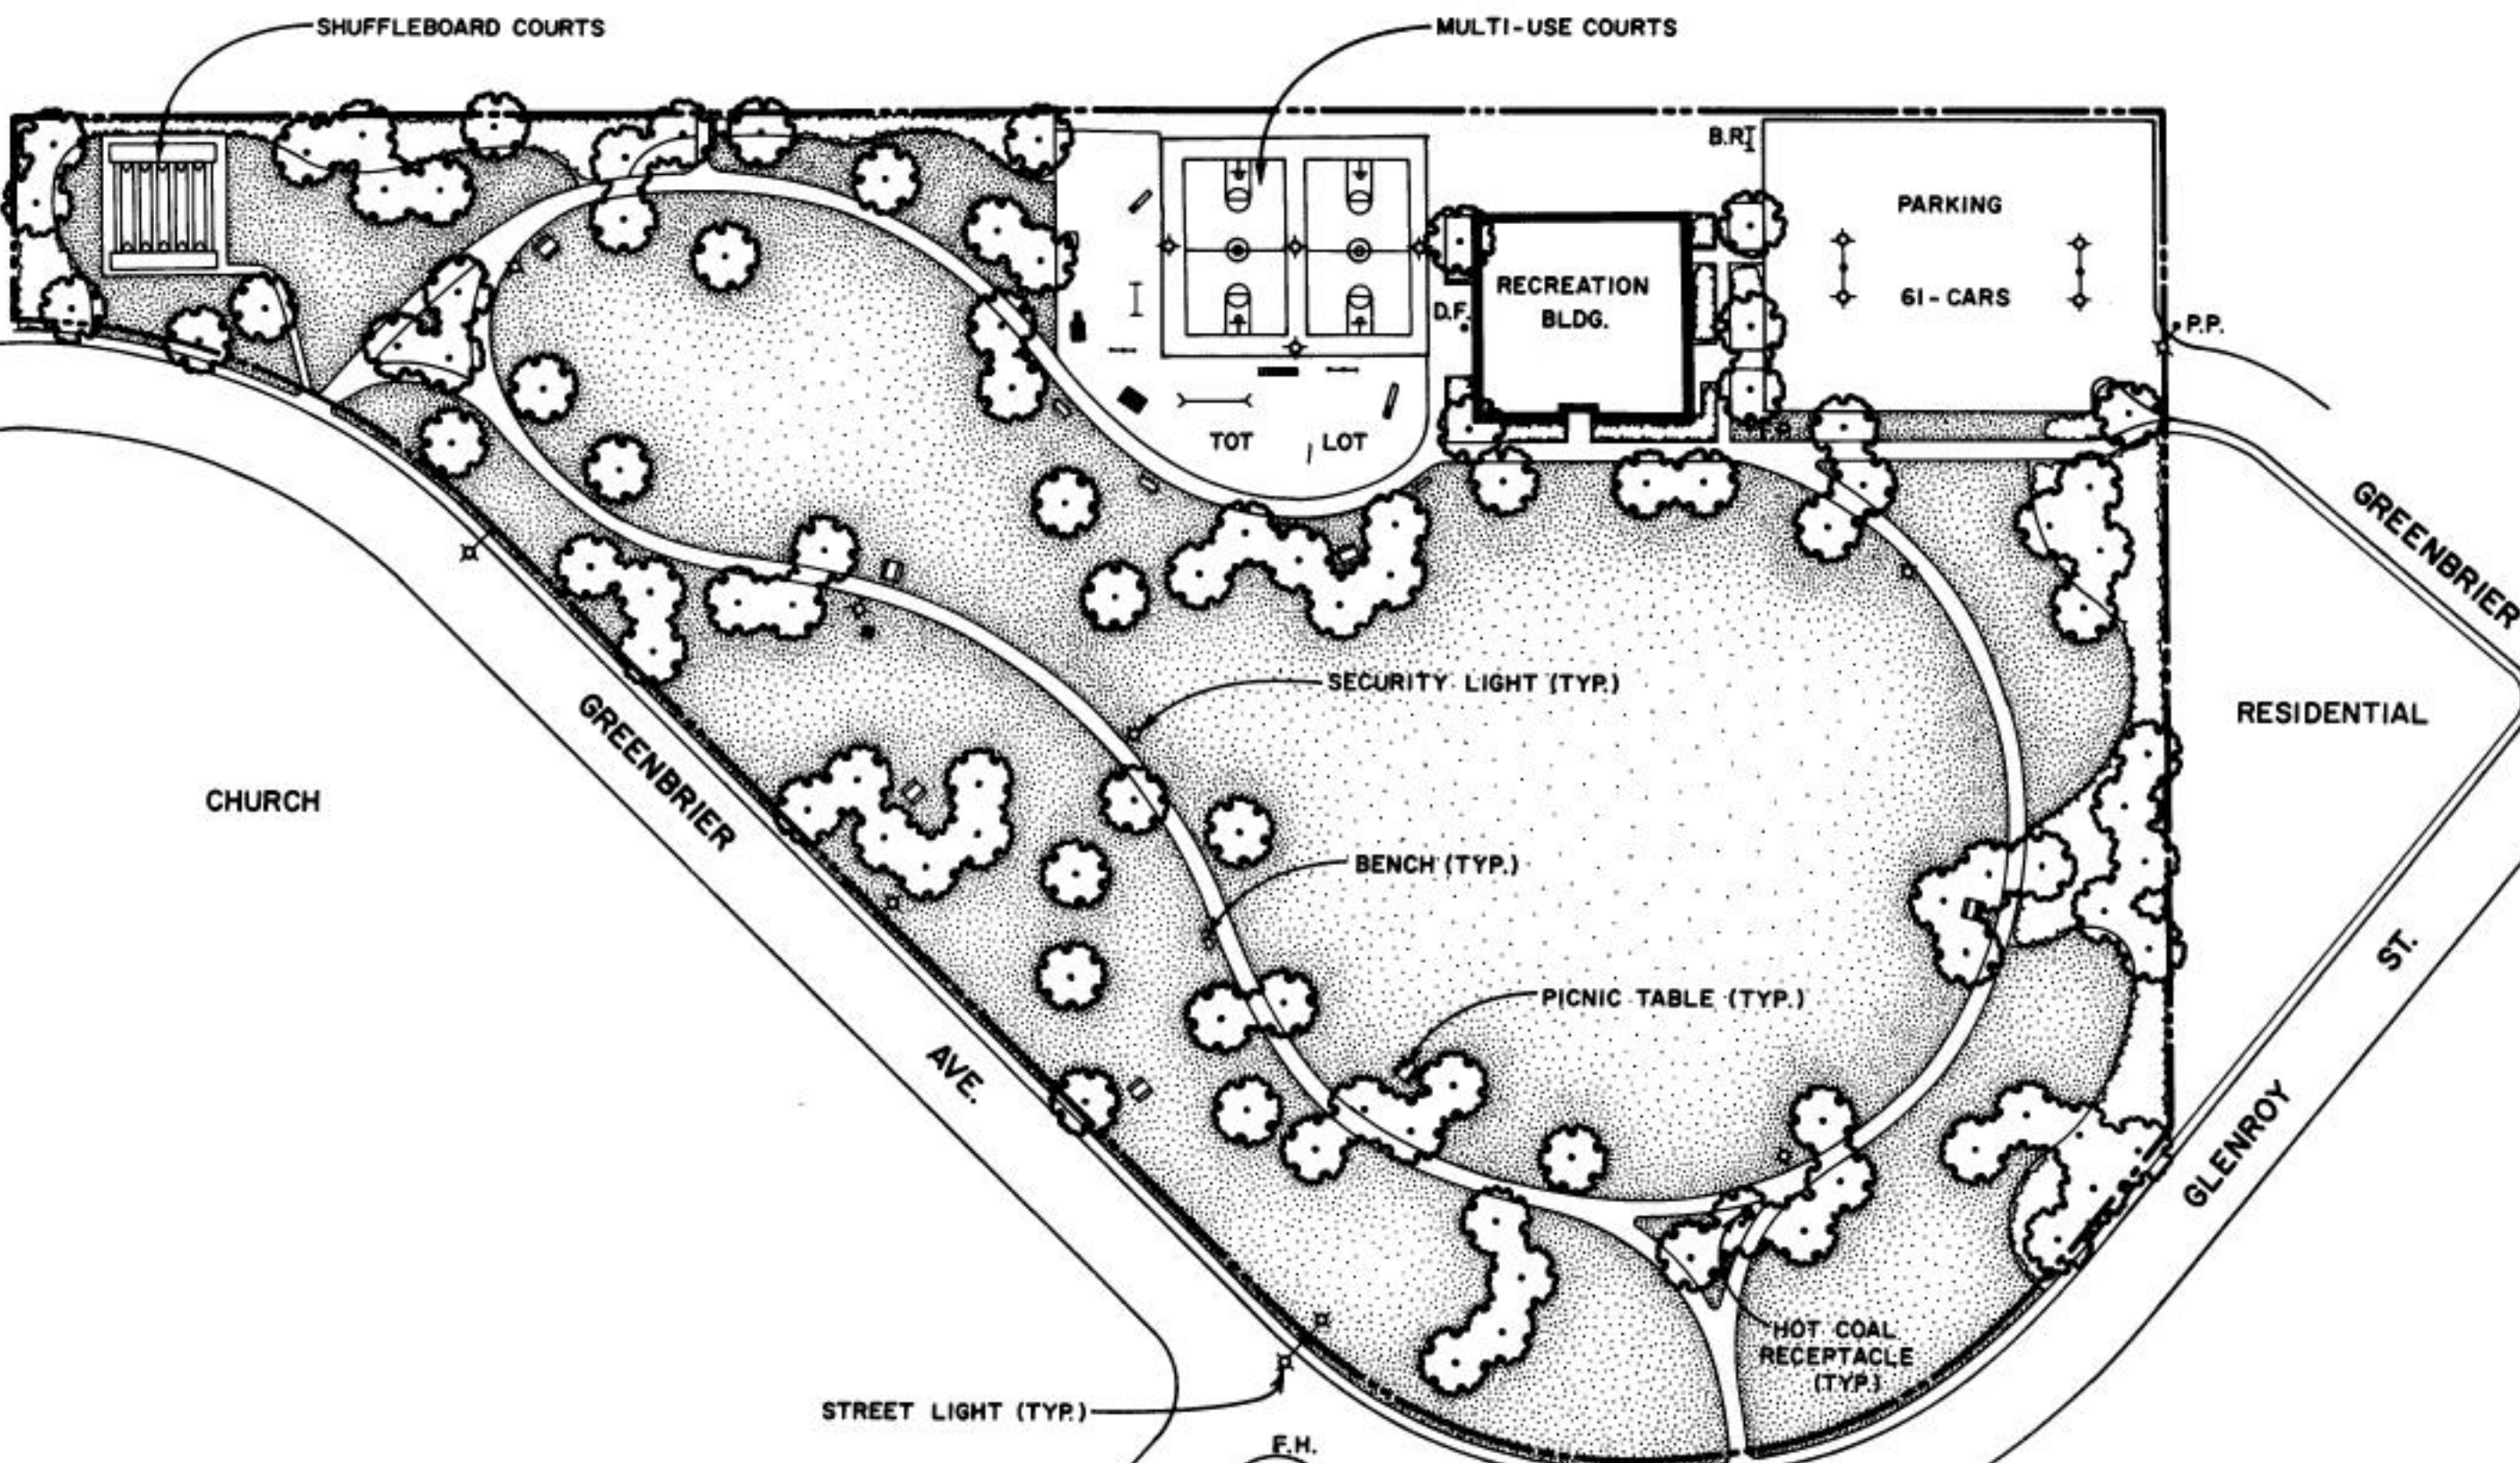 SHUFFLEBOARD COURTS
MULTI-USE COURTS
B.R.
PARKING
61-CARS
RECREATION
BLDG.
D.F.
P.P.
TOT LOT
GREENBRIER
SECURITY LIGHT (TYP.)
RESIDENTIAL
GREENBRIER
AVE.
CHURCH
BENCH (TYP.)
PICNIC TABLE (TYP.)
GLENROY
ST.
HOT COAL
RECEPTACLE
(TYP.)
STREET LIGHT (TYP.)
F.H.